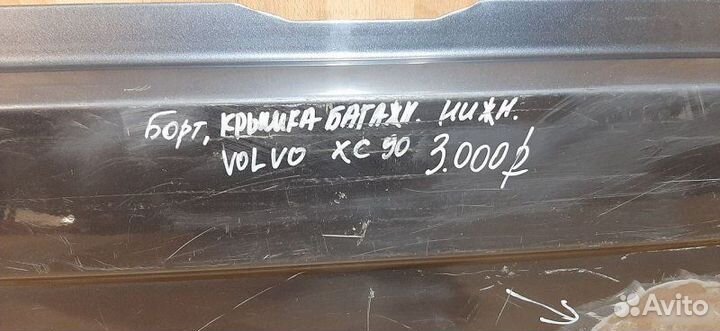 Борт, КРЫШКА БАГАЖН. НИЖН.
VOLVO XC 90 3.000₽
Avito